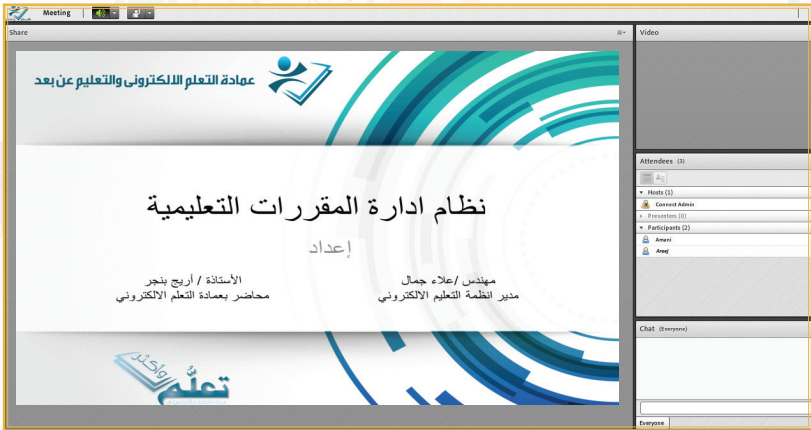 Meeting
Share
عمادة التعلم الالكترونى والتعليم عن بعد
نظام ادارة المقررات التعليمية
إعداد
مهندس /علاء جمال
مدير انظمة التعليم الالكتروني
الأستاذة / أريج بنجر
محاضر بعمادة التعلم الالكتروني
تعلّم وأكثر
Video
Attendees (3)
Hosts (1)
Connect Admin
Presenters (0)
Participants (2)
Amani
Areej
Chat (Everyone)
Everyone